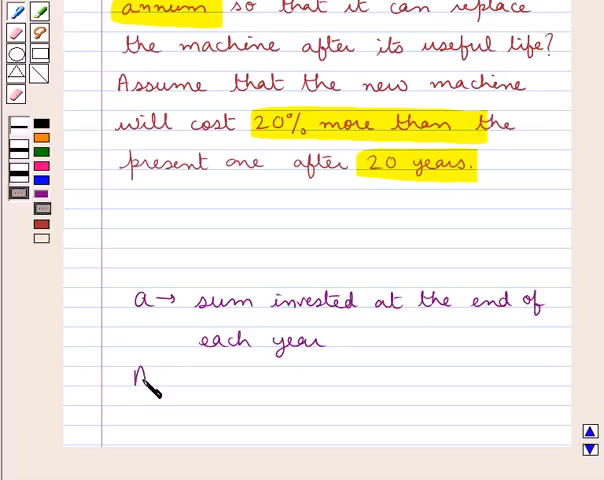 annum so that it can replace
the machine after its useful life?
Assume that the new machine
will cost 20% more than the
present one after 20 years.
a → sum invested at the end of
each year